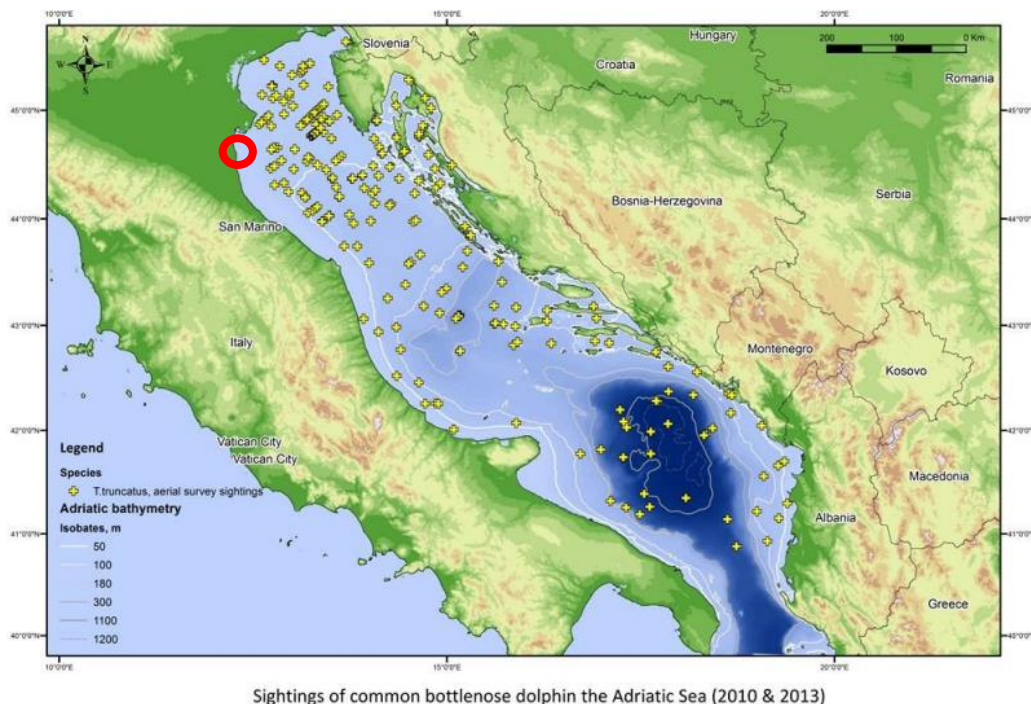 10°0'0"E 15°0'0"E 20°0'0"E
Slovenia
Hungary
200 100 0 Km
N
W E
S
Croatia
Romania
45°0'0"N 45°0'0"N
Bosnia-Herzegovina
Serbia
44°0'0"N 44°0'0"N
San Marino
43°0'0"N 43°0'0"N
Italy
Montenegro
Kosovo
42°0'0"N 42°0'0"N
Vatican City
Vatican City
Legend
Species
T.truncatus, aerial survey sightings
Adriatic bathymetry
Isobates, m
50
100
180
300
1100
1200
Macedonia
Albania
41°0'0"N 41°0'0"N
Greece
40°0'0"N 40°0'0"N
10°0'0"E 15°0'0"E 20°0'0"E
Sightings of common bottlenose dolphin the Adriatic Sea (2010 & 2013)